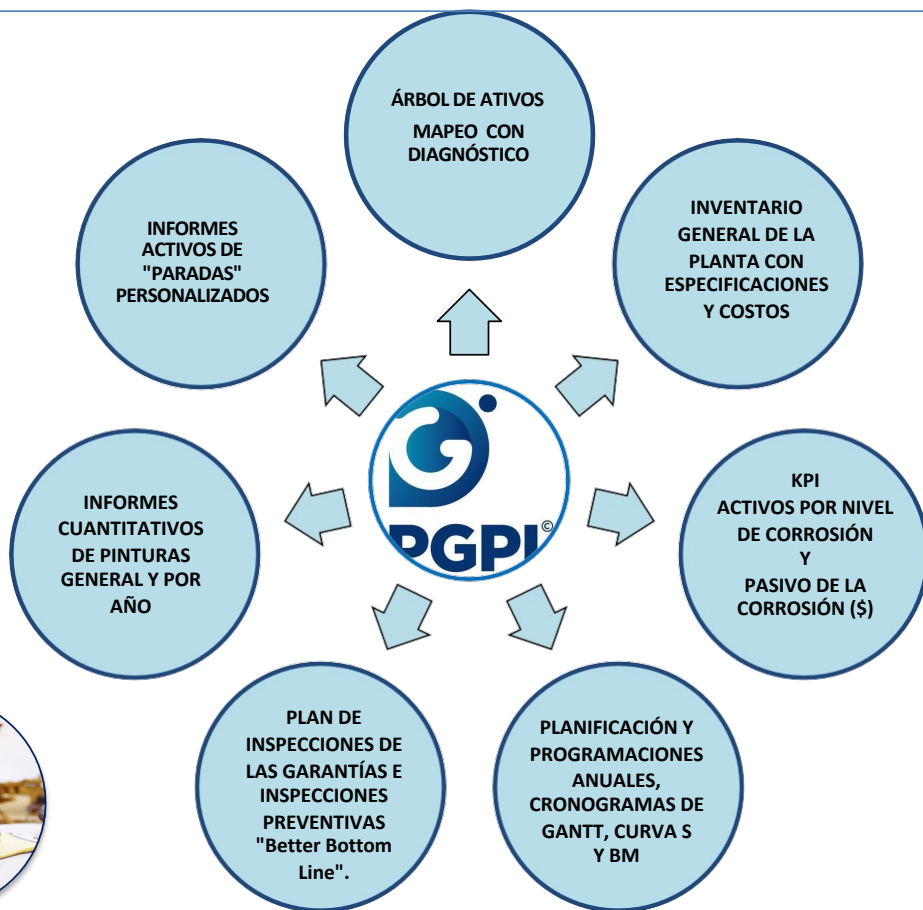 ÁRBOL DE ATIVOS
MAPEO CON
DIAGNÓSTICO
INVENTARIO
GENERAL DE LA
PLANTA CON
ESPECIFICACIONES
Y COSTOS
KPI
ACTIVOS POR NIVEL
DE CORROSIÓN
Y
PASIVO DE LA
CORROSIÓN ($)
PLANIFICACIÓN Y
PROGRAMACIONES
ANUALES,
CRONOGRAMAS DE
GANTT, CURVA S
Y BM
PLAN DE
INSPECCIONES DE
LAS GARANTÍAS E
INSPECCIONES
PREVENTIVAS
"Better Bottom
Line".
INFORMES
CUANTITATIVOS
DE PINTURAS
GENERAL Y POR
AÑO
INFORMES
ACTIVOS DE
"PARADAS"
PERSONALIZADOS
PGPI©